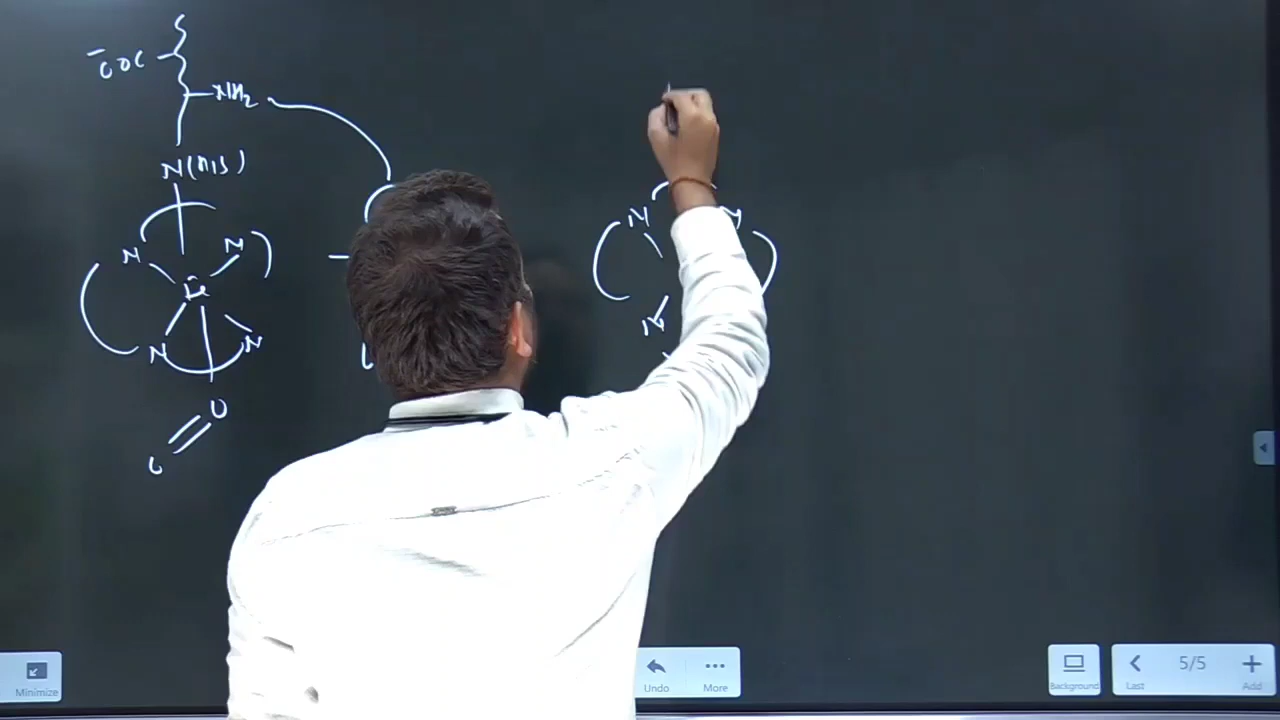 ⁻OOC
NH₂
N(His)
N N
Fe
N N
O
O
N N
N
Minimize
Undo
More
Background
Last
5/5
Add